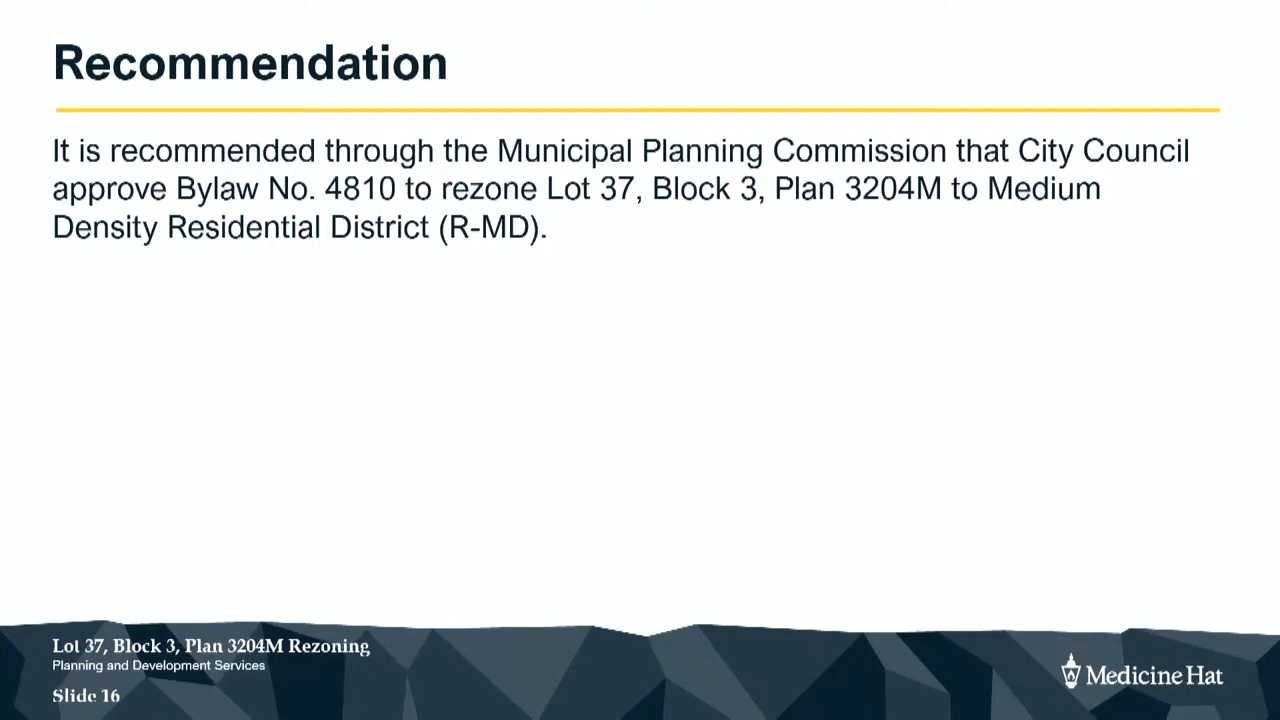 Recommendation
It is recommended through the Municipal Planning Commission that City Council
approve Bylaw No. 4810 to rezone Lot 37, Block 3, Plan 3204M to Medium
Density Residential District (R-MD).
Lot 37, Block 3, Plan 3204M Rezoning
Planning and Development Services
Slide 16
Medicine Hat